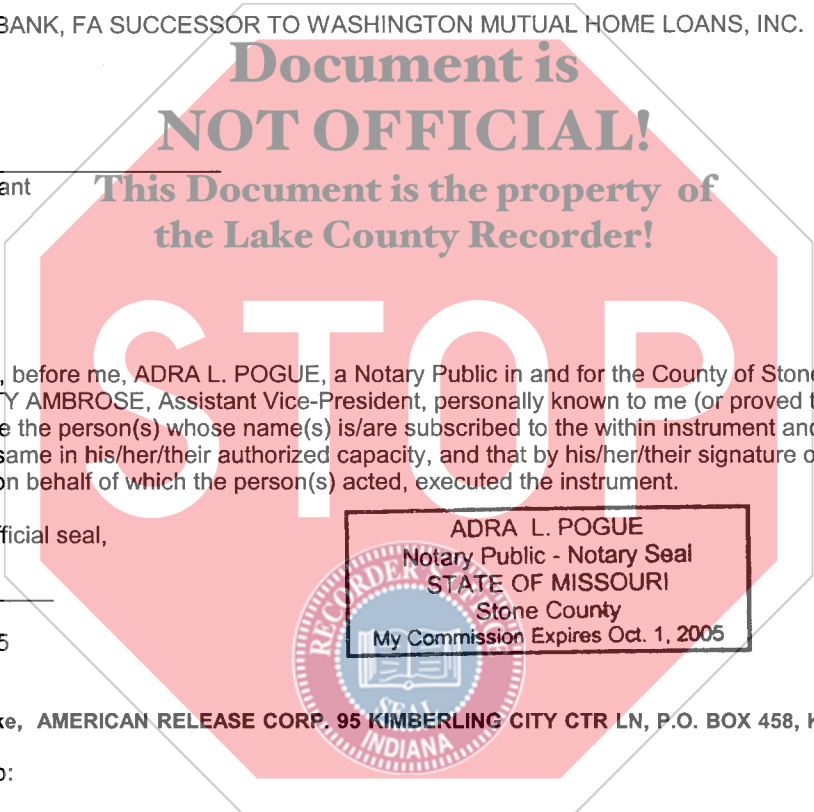 BANK, FA SUCCESSOR TO WASHINGTON MUTUAL HOME LOANS, INC.
Document is
NOT OFFICIAL!
ant
This Document is the property of
the Lake County Recorder!
STOP
, before me, ADRA L. POGUE, a Notary Public in and for the County of Stone
Y AMBROSE, Assistant Vice-President, personally known to me (or proved t
e the person(s) whose name(s) is/are subscribed to the within instrument and
same in his/her/their authorized capacity, and that by his/her/their signature o
on behalf of which the person(s) acted, executed the instrument.
ficial seal,
ADRA L. POGUE
Notary Public - Notary Seal
STATE OF MISSOURI
Stone County
My Commission Expires Oct. 1, 2005
5
RECORDER'S OFFICE
SEAL
INDIANA
ke, AMERICAN RELEASE CORP. 95 KIMBERLING CITY CTR LN, P.O. BOX 458, K
o: